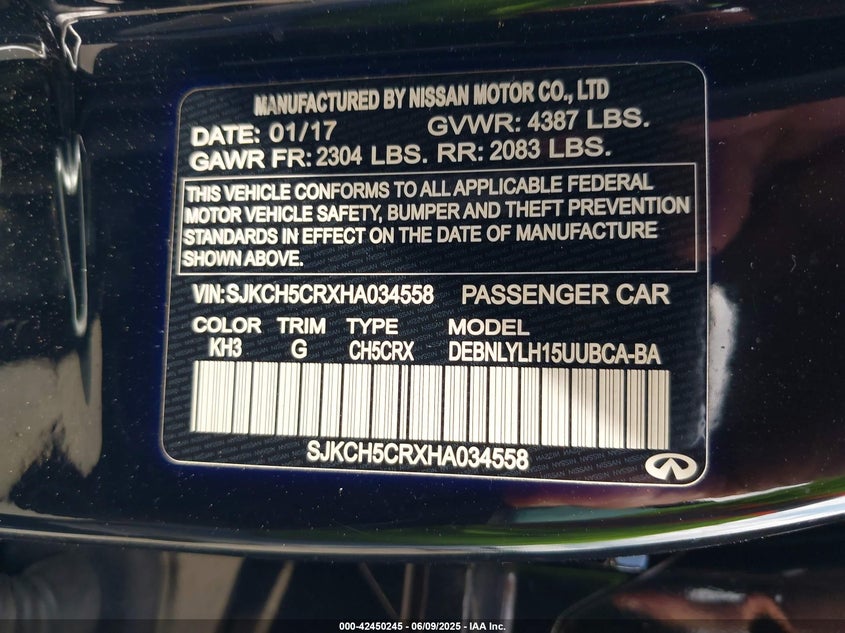 MANUFACTURED BY NISSAN MOTOR CO., LTD
DATE: 01/17 GVWR: 4387 LBS.
GAWR FR: 2304 LBS. RR: 2083 LBS.
THIS VEHICLE CONFORMS TO ALL APPLICABLE FEDERAL
MOTOR VEHICLE SAFETY, BUMPER AND THEFT PREVENTION
STANDARDS IN EFFECT ON THE DATE OF MANUFACTURE
SHOWN ABOVE.
VIN:SJKCH5CRXHA034558 PASSENGER CAR
COLOR TRIM TYPE MODEL
KH3 G CH5CRX DEBNLYLH15UUBCA-BA
SJKCH5CRXHA034558
000-42450245 - 06/09/2025 - IAA Inc.